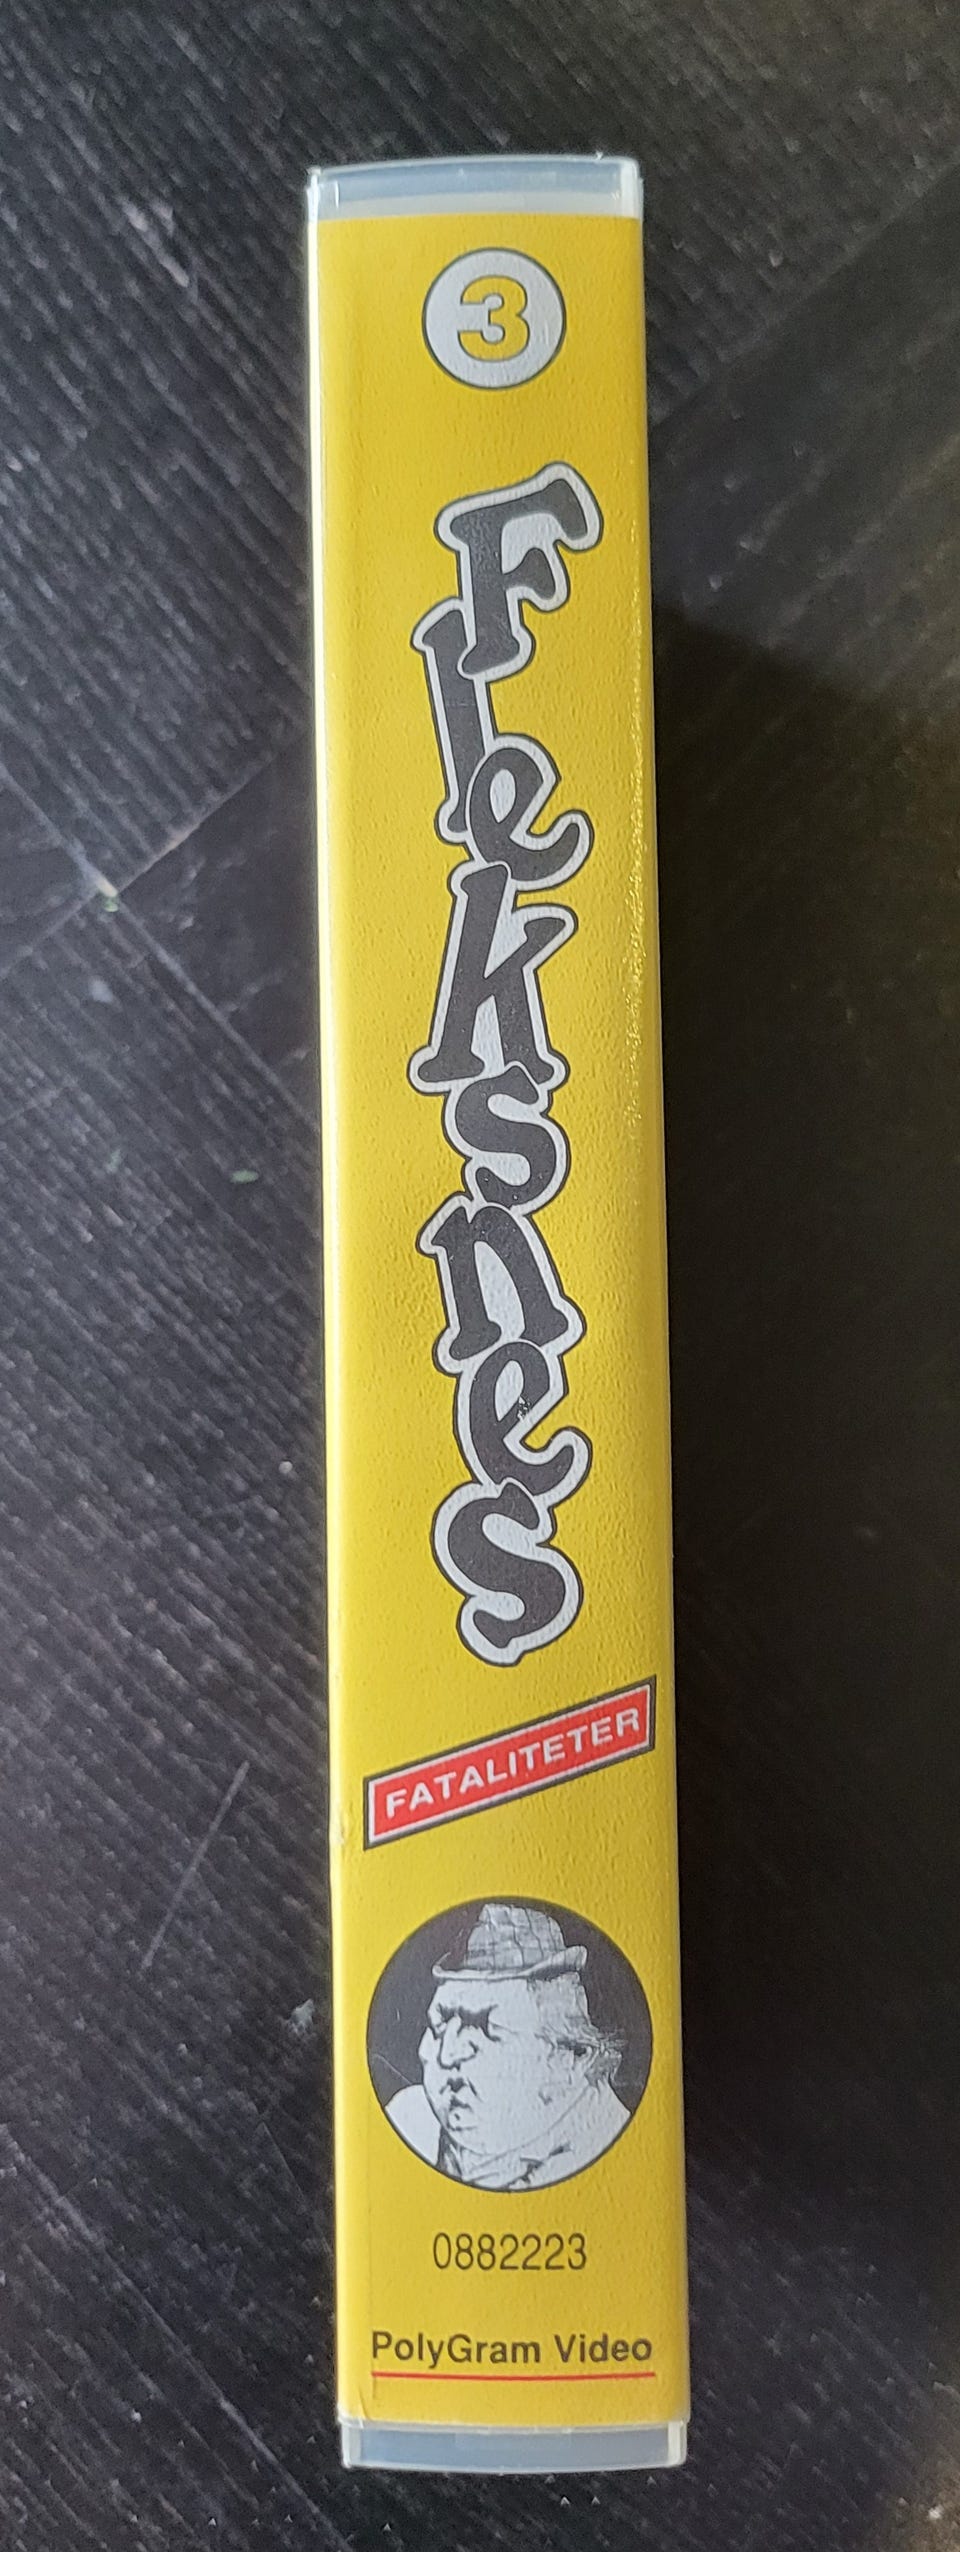 3
Fleksnes
FATALITETER
0882223
PolyGram Video